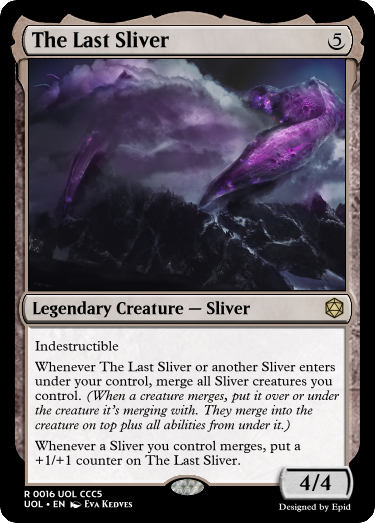 The Last Sliver 5
Legendary Creature — Sliver
Indestructible
Whenever The Last Sliver or another Sliver enters
under your control, merge all Sliver creatures you
control. (When a creature merges, put it over or under
the creature it's merging with. They merge into the
creature on top plus all abilities from under it.)
Whenever a Sliver you control merges, put a
+1/+1 counter on The Last Sliver.
4/4
R 0016 UOL CCC5
UOL • EN Eva Kedves
Designed by Epid